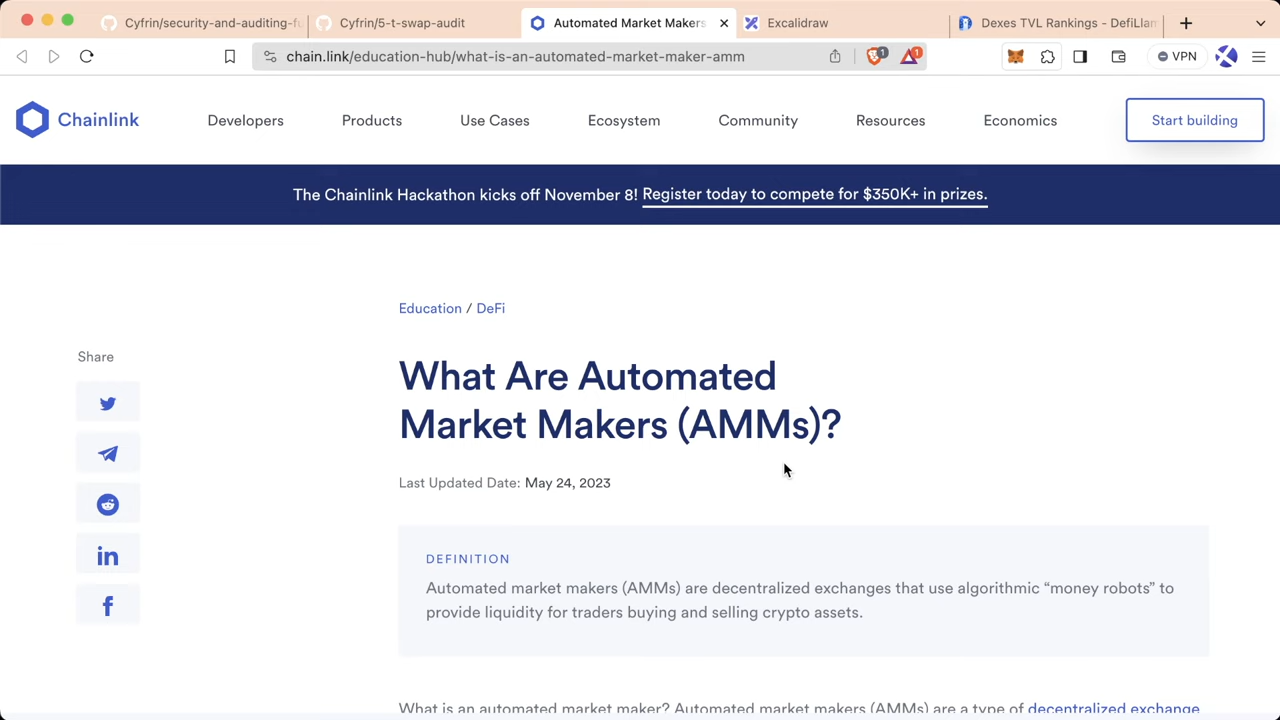 Cyfrin/security-and-auditing-fu
Cyfrin/5-t-swap-audit
Automated Market Makers
Excalidraw
Dexes TVL Rankings - DefiLlam
chain.link/education-hub/what-is-an-automated-market-maker-amm
1
1
VPN
Chainlink
Developers
Products
Use Cases
Ecosystem
Community
Resources
Economics
Start building
The Chainlink Hackathon kicks off November 8! Register today to compete for $350K+ in prizes.
Education / DeFi
Share
What Are Automated
Market Makers (AMMs)?
Last Updated Date: May 24, 2023
DEFINITION
Automated market makers (AMMs) are decentralized exchanges that use algorithmic “money robots” to
provide liquidity for traders buying and selling crypto assets.
What is an automated market maker? Automated market makers (AMMs) are a type of decentralized exchange